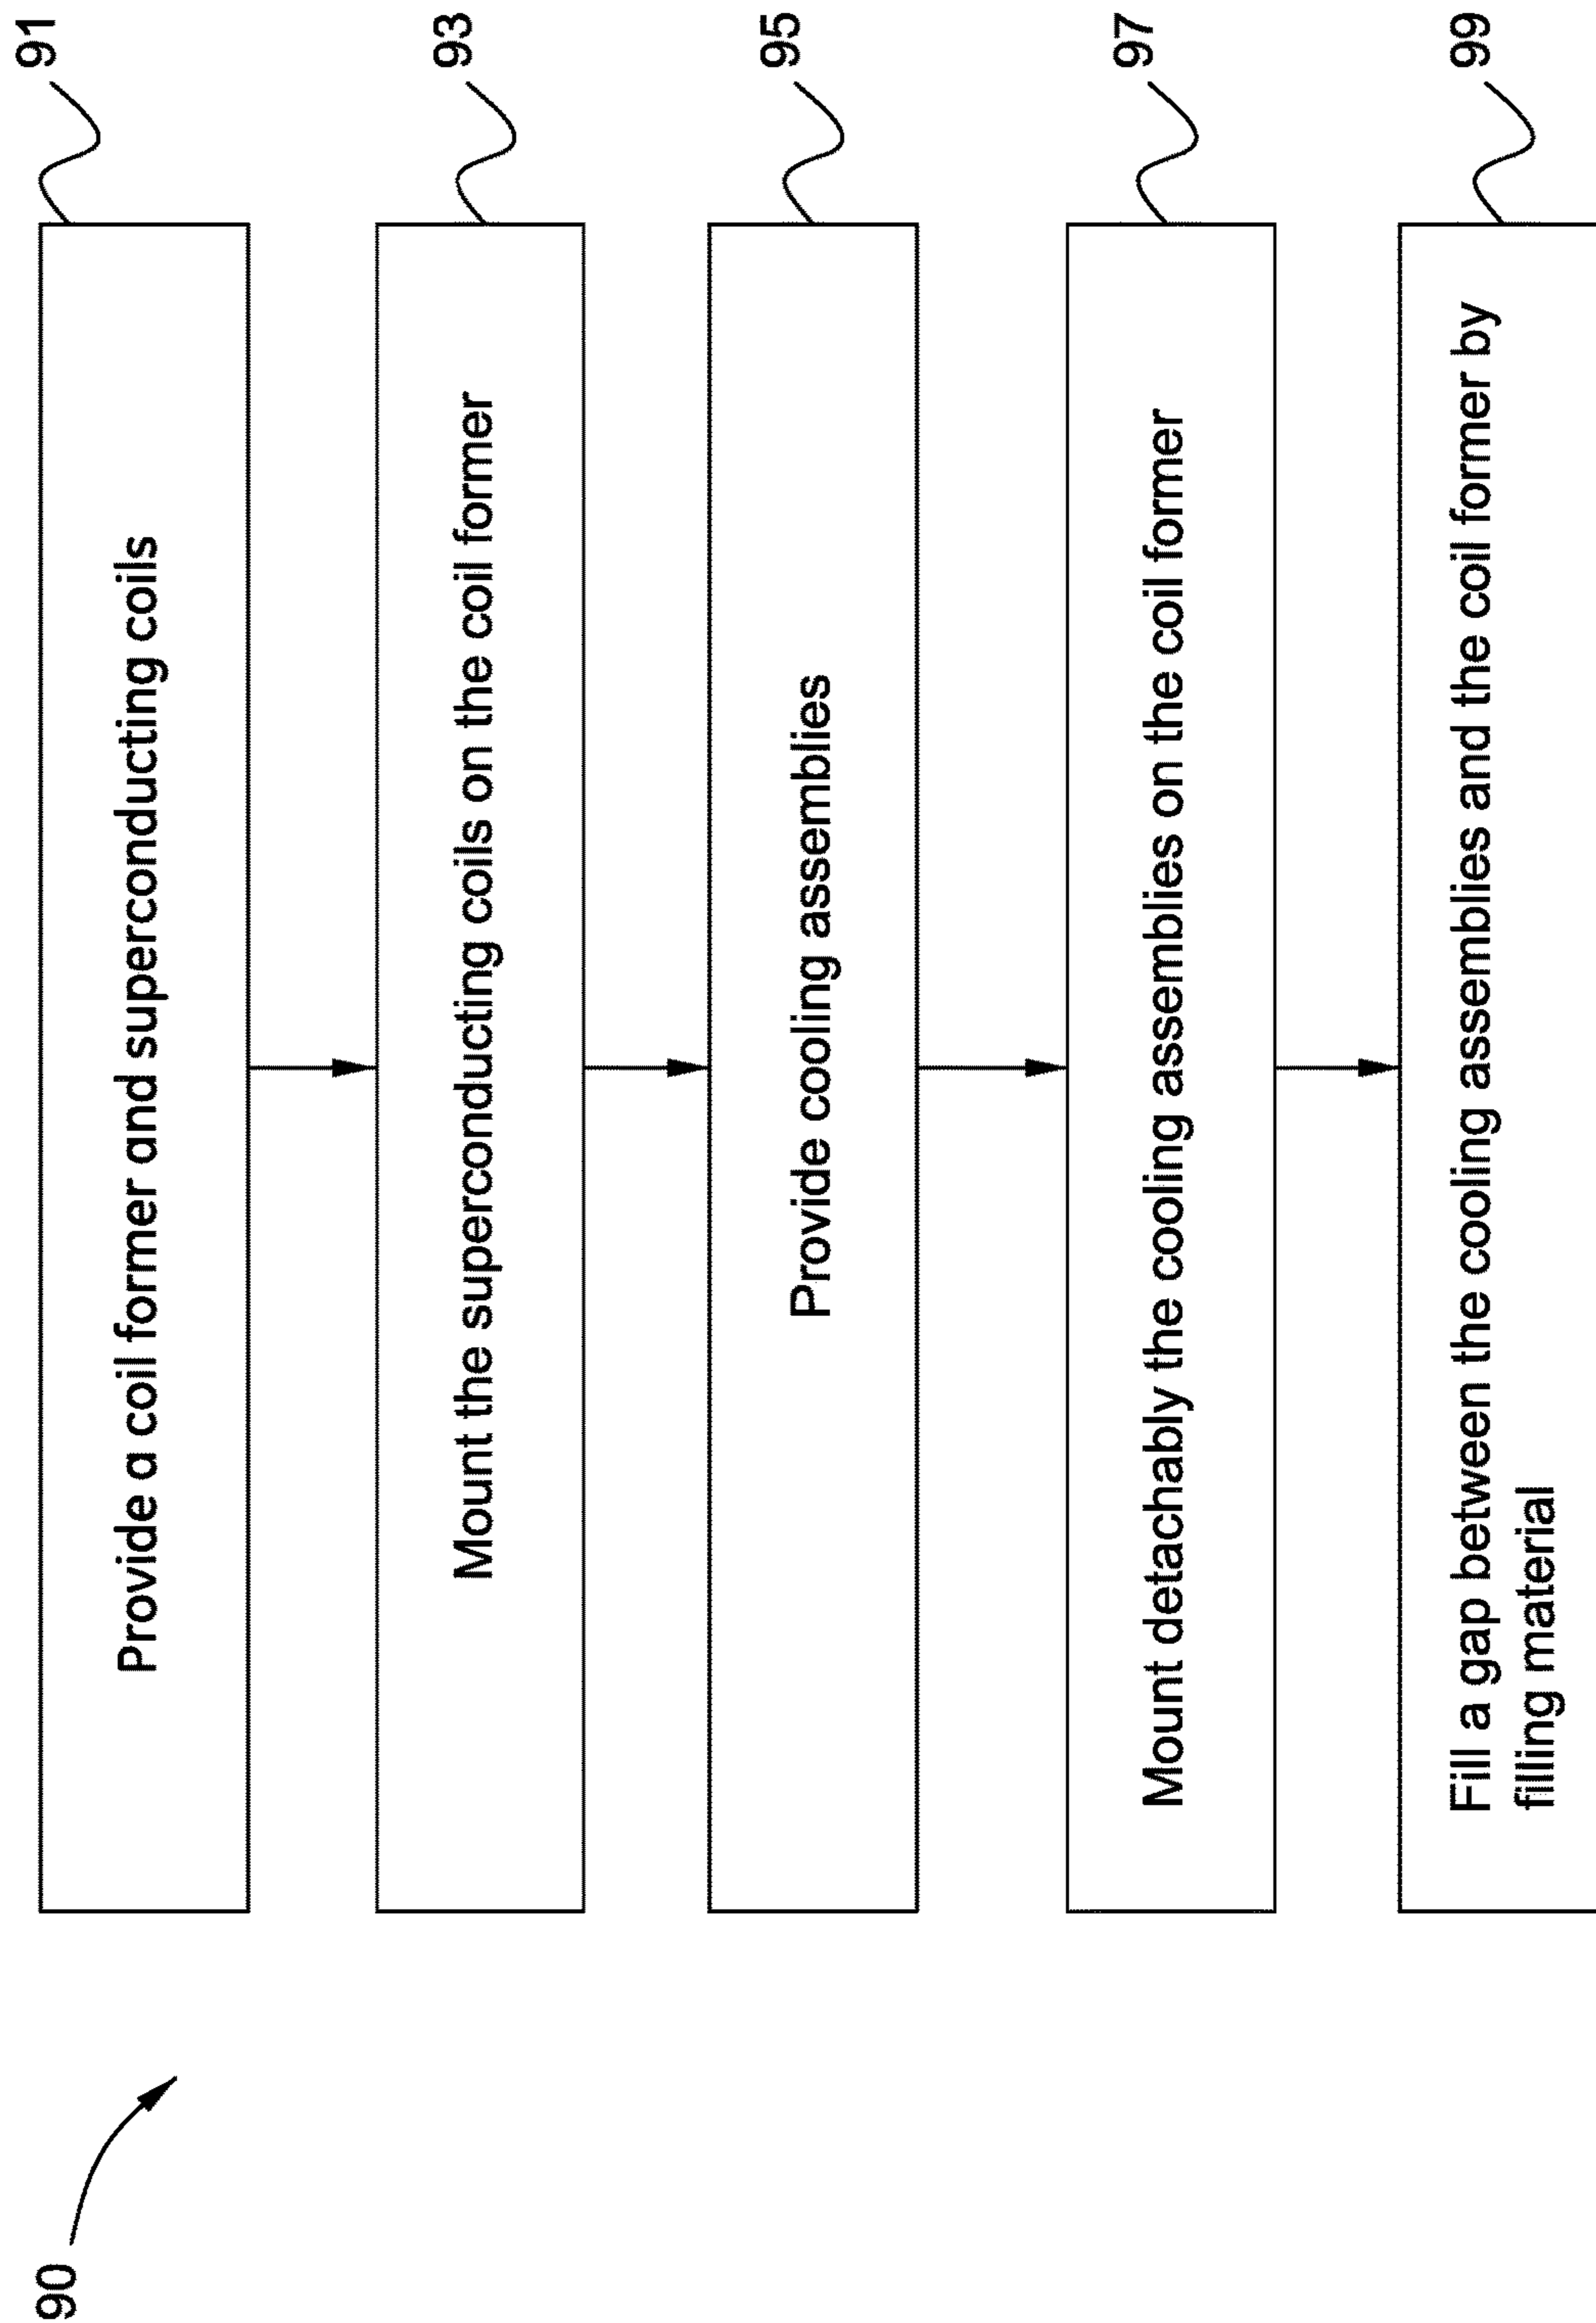 90
Provide a coil former and superconducting coils
91
Mount the superconducting coils on the coil former
93
Provide cooling assemblies
95
Mount detachably the cooling assemblies on the coil former
97
Fill a gap between the cooling assemblies and the coil former by
filling material
99